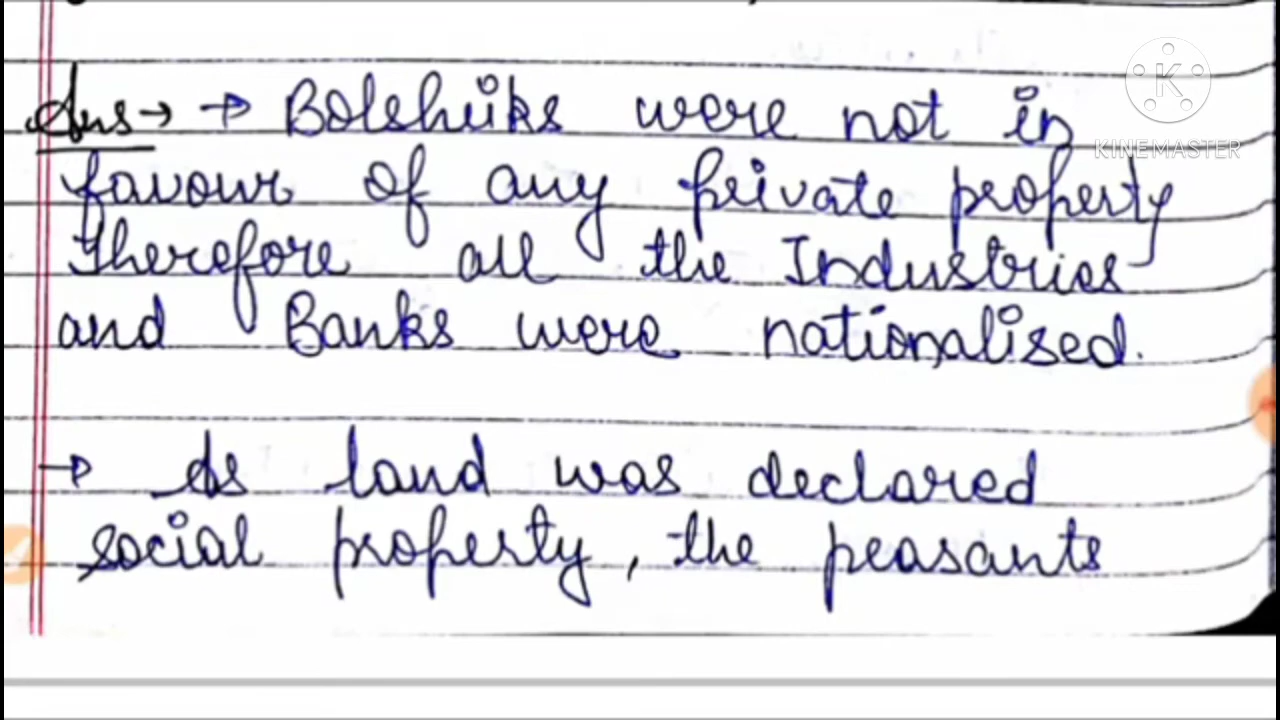 Ans → → Bolsheiks were not in
favour of any private property
therefore all the Industries
and Banks were nationalised.
→ As land was declared
social property, the peasants
K
KINEMASTER